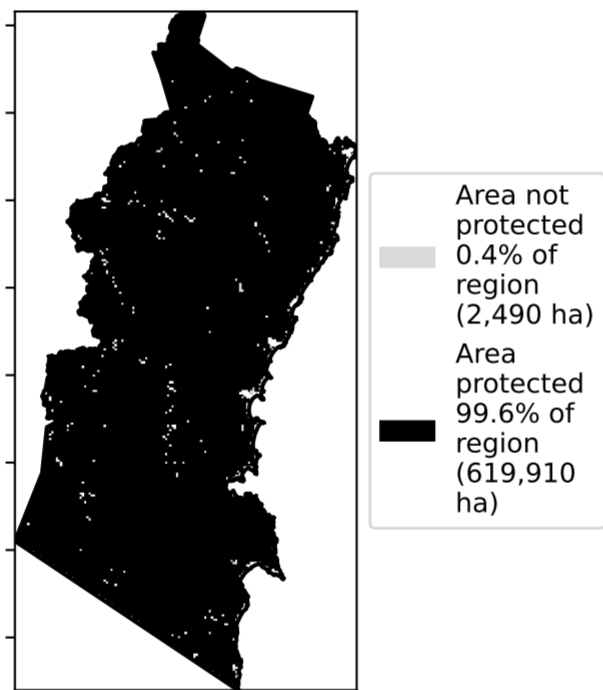 Area not
protected
0.4% of
region
(2,490 ha)
Area
protected
99.6% of
region
(619,910
ha)